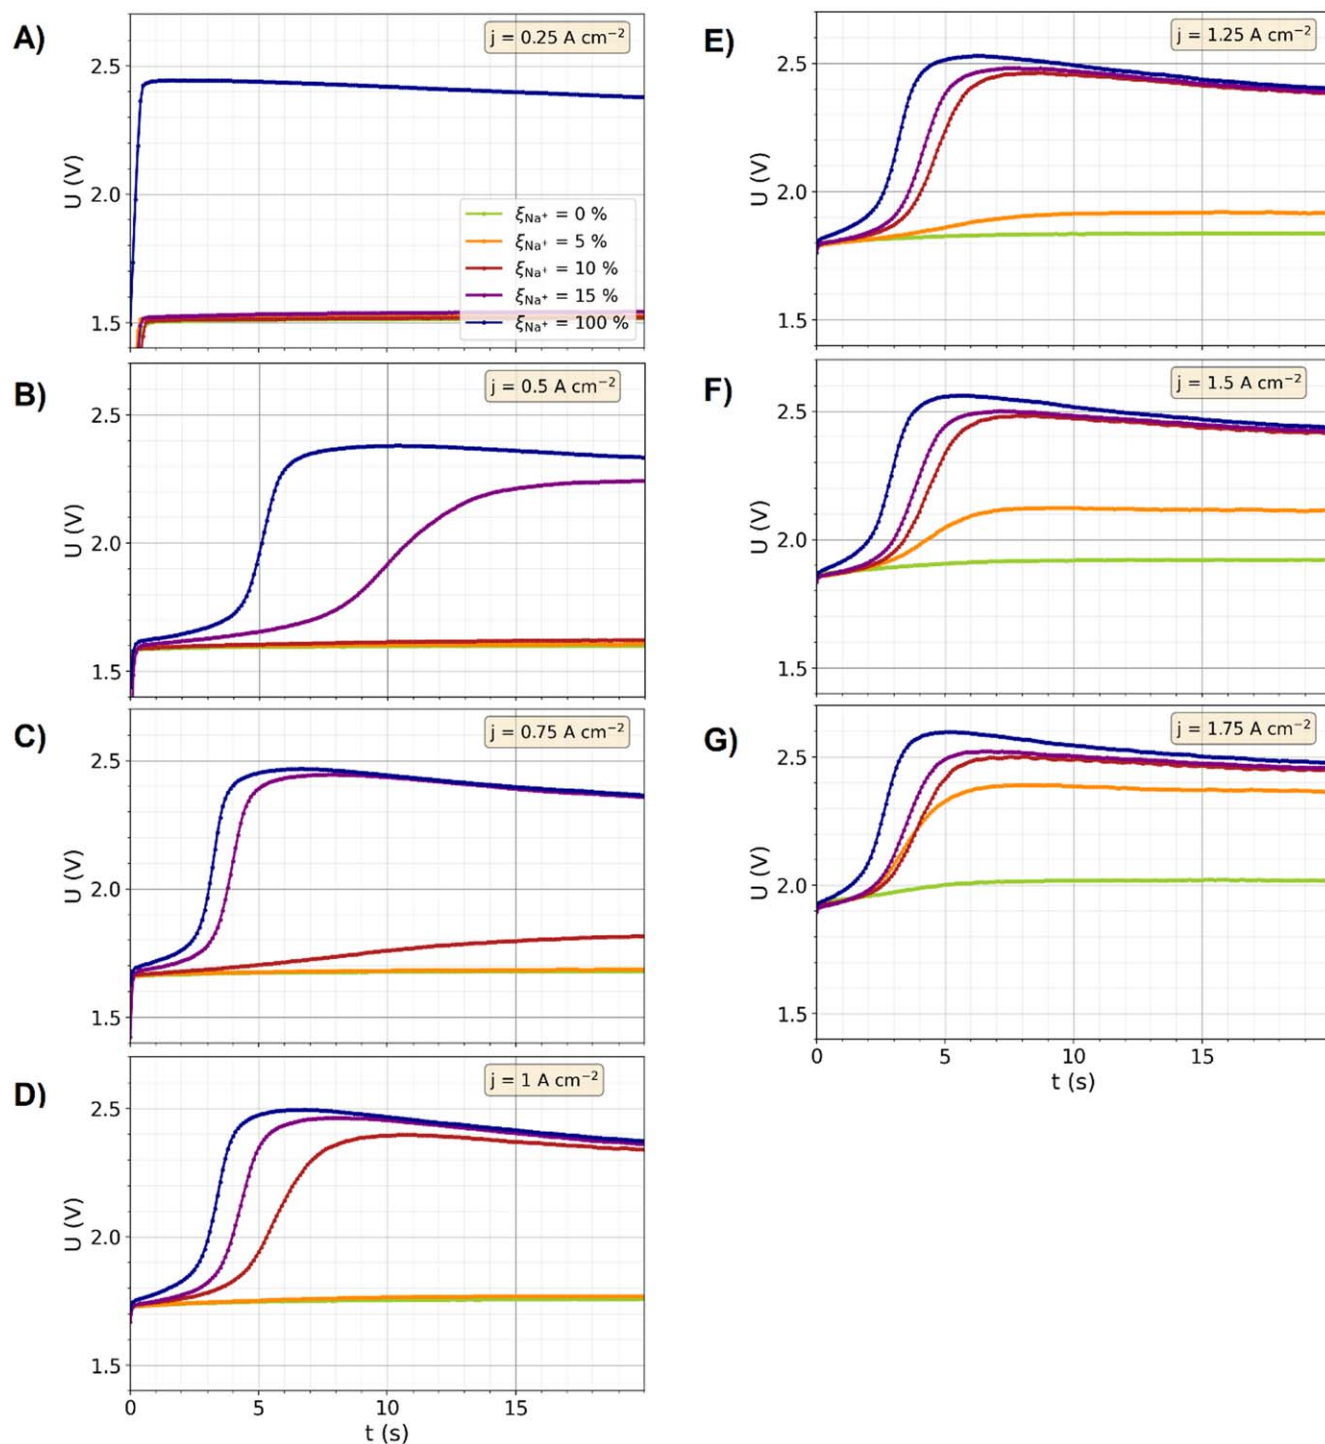 A)
j = 0.25 A cm⁻²
2.5
2.0
1.5
U (V)
ξNa⁺ = 0 %
ξNa⁺ = 5 %
ξNa⁺ = 10 %
ξNa⁺ = 15 %
ξNa⁺ = 100 %
B)
j = 0.5 A cm⁻²
2.5
2.0
1.5
U (V)
C)
j = 0.75 A cm⁻²
2.5
2.0
1.5
U (V)
D)
j = 1 A cm⁻²
2.5
2.0
1.5
U (V)
0 5 10 15
t (s)
E)
j = 1.25 A cm⁻²
2.5
2.0
1.5
U (V)
F)
j = 1.5 A cm⁻²
2.5
2.0
1.5
U (V)
G)
j = 1.75 A cm⁻²
2.5
2.0
1.5
U (V)
0 5 10 15
t (s)